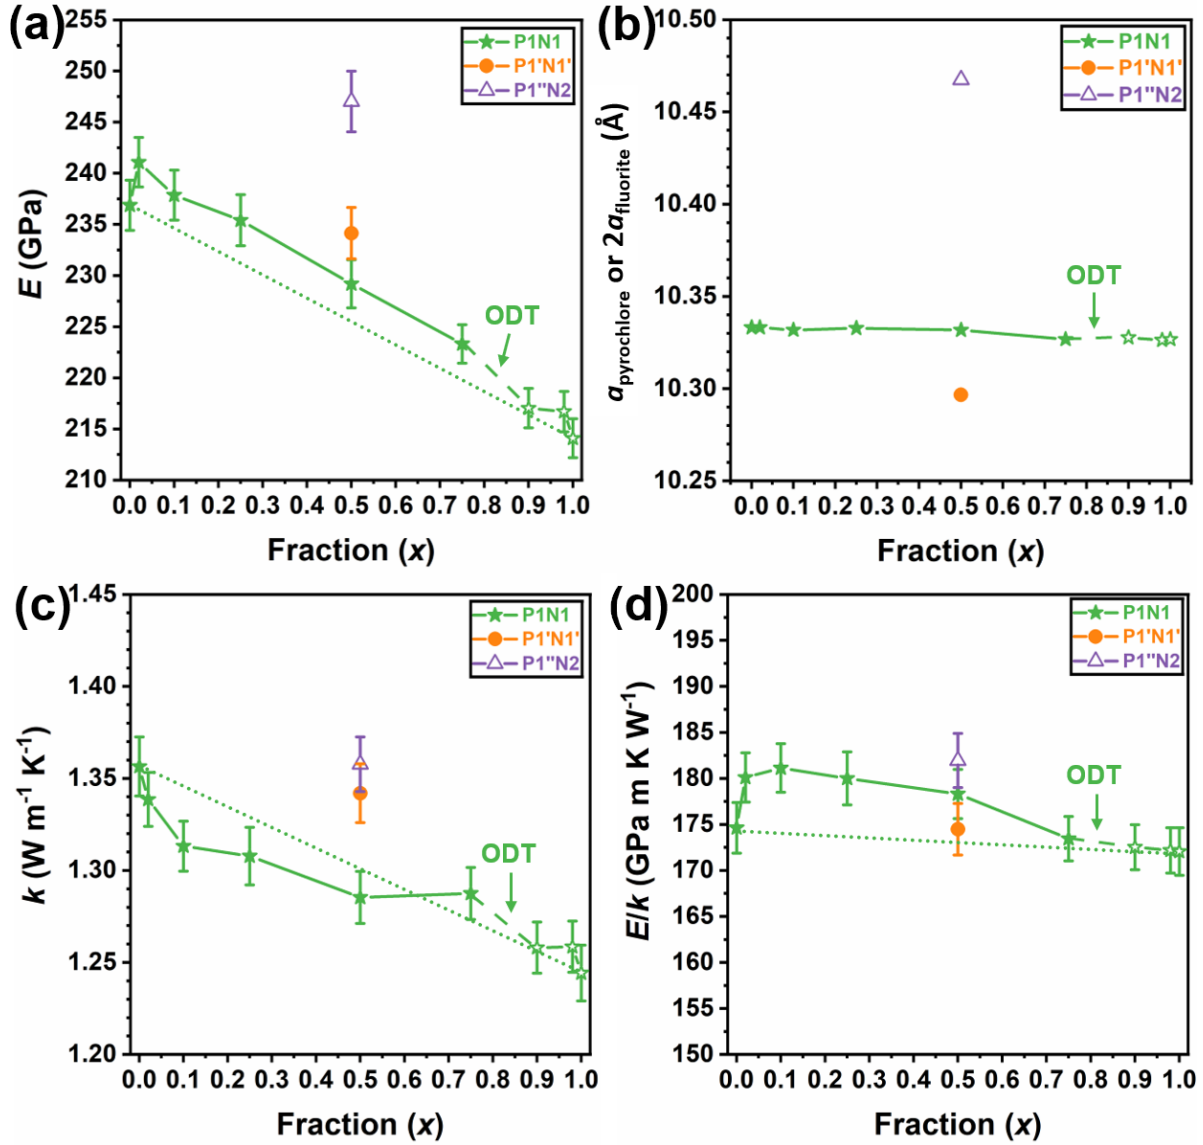 (a)
E (GPa)
255
250
245
240
235
230
225
220
215
210
P1N1
P1'N1'
P1''N2
ODT
0.0 0.1 0.2 0.3 0.4 0.5 0.6 0.7 0.8 0.9 1.0
Fraction (x)
(b)
apyrochlore or 2afluorite (Å)
10.50
10.45
10.40
10.35
10.30
10.25
P1N1
P1'N1'
P1''N2
ODT
0.0 0.1 0.2 0.3 0.4 0.5 0.6 0.7 0.8 0.9 1.0
Fraction (x)
(c)
k (W m-1 K-1)
1.45
1.40
1.35
1.30
1.25
1.20
P1N1
P1'N1'
P1''N2
ODT
0.0 0.1 0.2 0.3 0.4 0.5 0.6 0.7 0.8 0.9 1.0
Fraction (x)
(d)
E/k (GPa m K W-1)
200
195
190
185
180
175
170
165
160
155
150
P1N1
P1'N1'
P1''N2
ODT
0.0 0.1 0.2 0.3 0.4 0.5 0.6 0.7 0.8 0.9 1.0
Fraction (x)